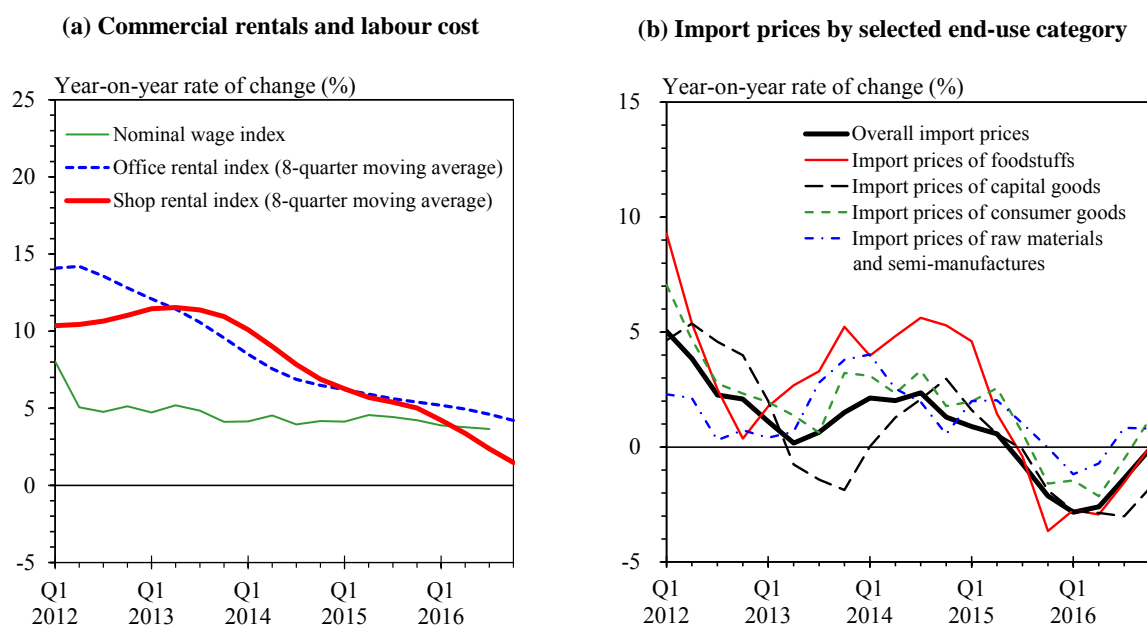 (a) Commercial rentals and labour cost
Year-on-year rate of change (%)
25
20
15
10
5
0
-5
Nominal wage index
Office rental index (8-quarter moving average)
Shop rental index (8-quarter moving average)
Q1 Q1 Q1 Q1 Q1
2012 2013 2014 2015 2016
(b) Import prices by selected end-use category
Year-on-year rate of change (%)
15
10
5
0
-5
Overall import prices
Import prices of foodstuffs
Import prices of capital goods
Import prices of consumer goods
Import prices of raw materials
and semi-manufactures
Q1 Q1 Q1 Q1 Q1
2012 2013 2014 2015 2016